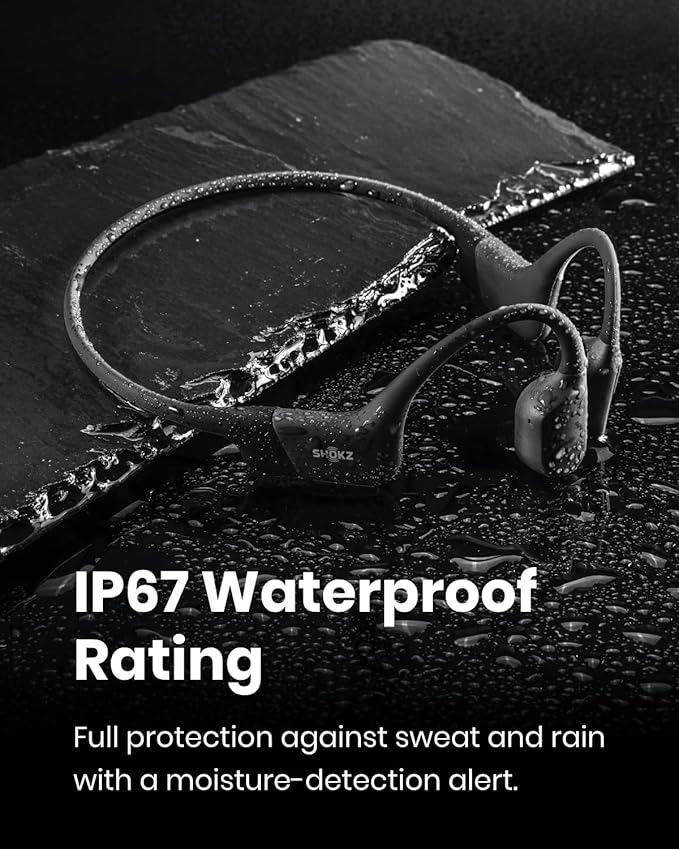 SHOKZ
IP67 Waterproof
Rating
Full protection against sweat and rain
with a moisture-detection alert.